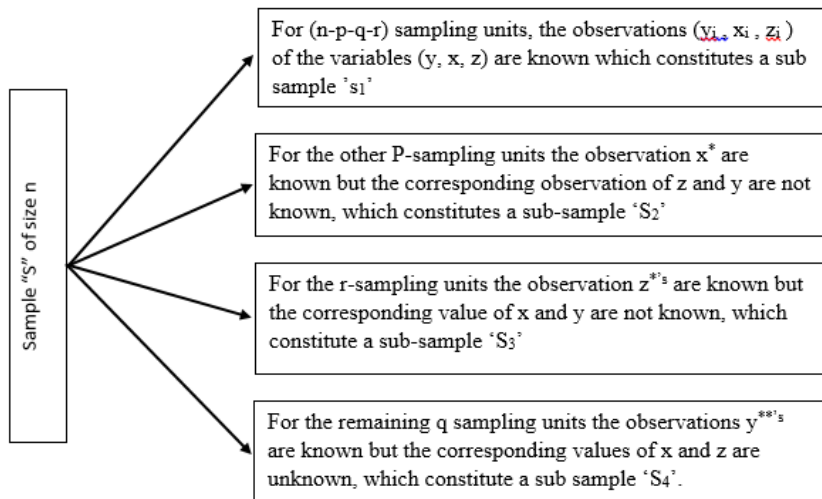 Sample "S" of size n
For (n-p-q-r) sampling units, the observations (yi , xi , zi )
of the variables (y, x, z) are known which constitutes a sub
sample 's1'
For the other P-sampling units the observation x* are
known but the corresponding observation of z and y are not
known, which constitutes a sub-sample 'S2'
For the r-sampling units the observation z*'s are known but
the corresponding value of x and y are not known, which
constitute a sub-sample 'S3'
For the remaining q sampling units the observations y**'s
are known but the corresponding values of x and z are
unknown, which constitute a sub sample 'S4'.